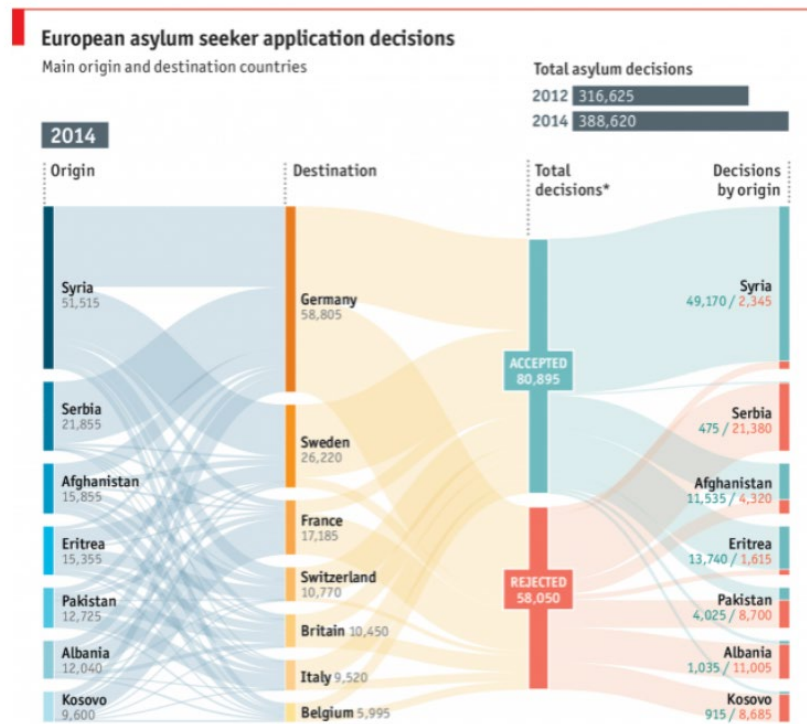 European asylum seeker application decisions
Main origin and destination countries
Total asylum decisions
2012 316,625
2014 388,620
2014
Origin
Destination
Total
decisions*
Decisions
by origin
Syria
51,515
Serbia
21,855
Afghanistan
15,855
Eritrea
15,355
Pakistan
12,725
Albania
12,040
Kosovo
9,600
Germany
58,805
Sweden
26,220
France
17,185
Switzerland
10,770
Britain 10,450
Italy 9,520
Belgium 5,995
ACCEPTED
80,895
REJECTED
58,050
Syria
49,170 / 2,345
Serbia
475 / 21,380
Afghanistan
11,535 / 4,320
Eritrea
13,740 / 1,615
Pakistan
4,025 / 8,700
Albania
1,035 / 11,005
Kosovo
915 / 8,685